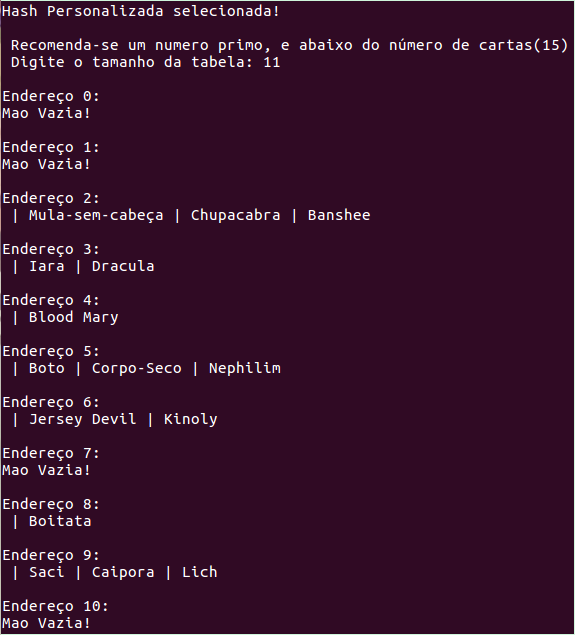 Hash Personalizada selecionada!
Recomenda-se um numero primo, e abaixo do número de cartas(15)
Digite o tamanho da tabela: 11
Endereço 0:
Mao Vazia!
Endereço 1:
Mao Vazia!
Endereço 2:
| Mula-sem-cabeça | Chupacabra | Banshee
Endereço 3:
| Iara | Dracula
Endereço 4:
| Blood Mary
Endereço 5:
| Boto | Corpo-Seco | Nephilim
Endereço 6:
| Jersey Devil | Kinoly
Endereço 7:
Mao Vazia!
Endereço 8:
| Boitata
Endereço 9:
| Saci | Caipora | Lich
Endereço 10:
Mao Vazia!